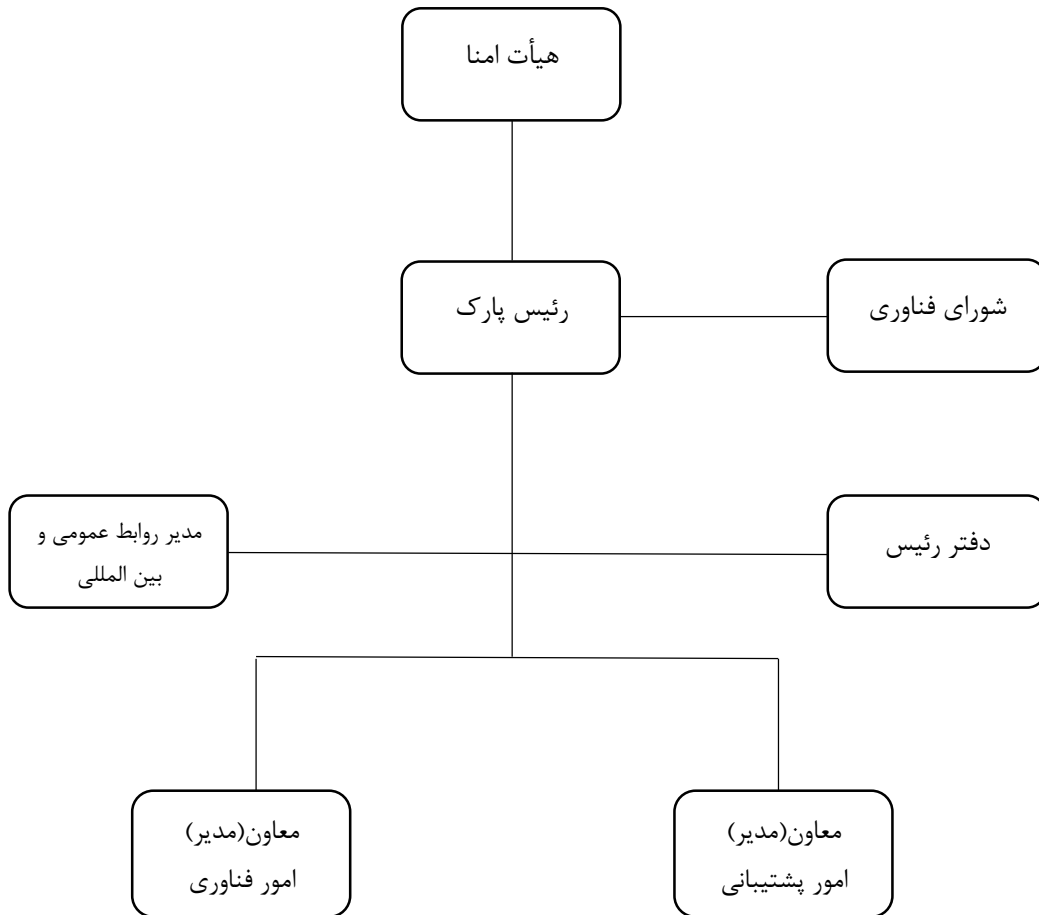 هیأت امنا
رئیس پارک
شورای فناوری
دفتر رئیس
مدیر روابط عمومی و
بین المللی
معاون(مدیر)
امور پشتیبانی
معاون(مدیر)
امور فناوری